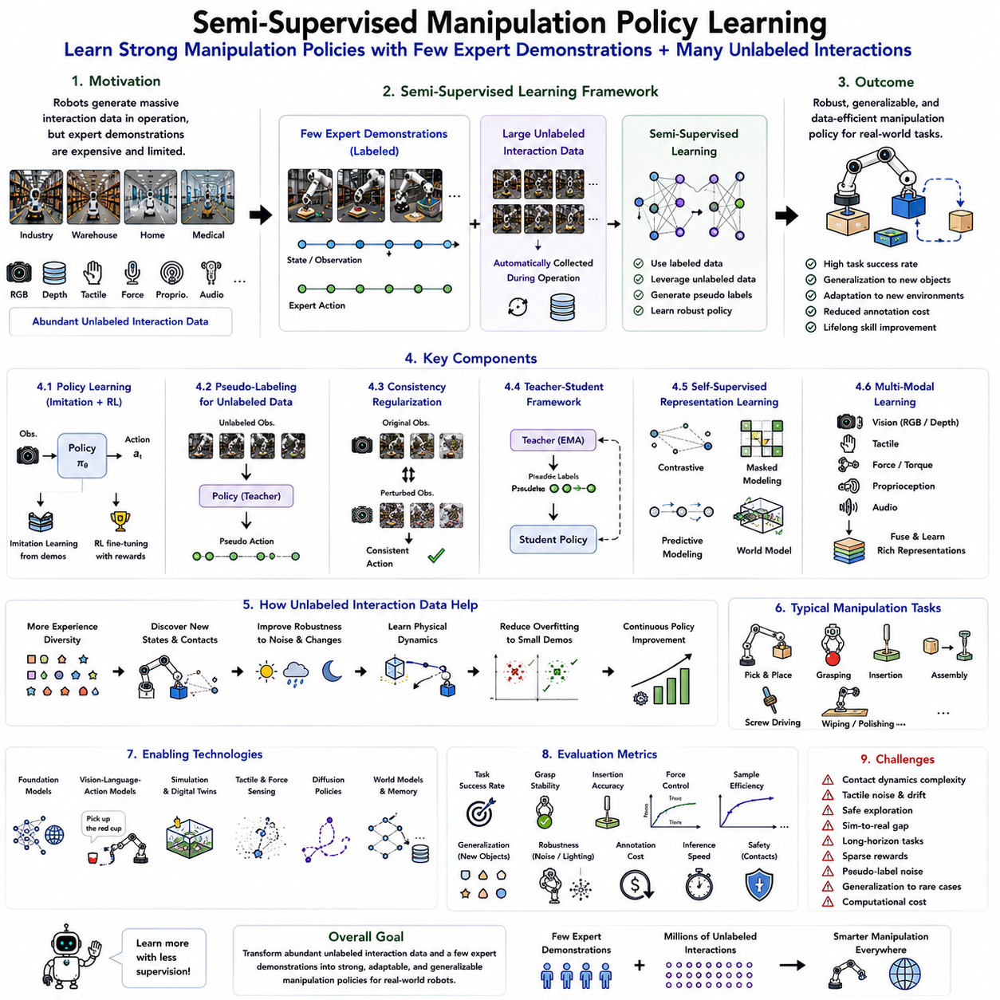 Semi-Supervised Manipulation Policy Learning
Learn Strong Manipulation Policies with Few Expert Demonstrations + Many Unlabeled Interactions
1. Motivation
Robots generate massive
interaction data in operation,
but expert demonstrations
are expensive and limited.
Industry
Warehouse
Home
Medical
RGB
Depth
Tactile
Force
Proprio.
Audio
...
Abundant Unlabeled Interaction Data
2. Semi-Supervised Learning Framework
Few Expert Demonstrations
(Labeled)
...
State / Observation
Expert Action
+
Large Unlabeled
Interaction Data
...
...
Automatically Collected
During Operation
Semi-Supervised
Learning
Use labeled data
Leverage unlabeled data
Generate pseudo labels
Learn robust policy
3. Outcome
Robust, generalizable, and
data-efficient manipulation
policy for real-world tasks.
High task success rate
Generalization to new objects
Adaptation to new environments
Reduced annotation cost
Lifelong skill improvement
4. Key Components
4.1 Policy Learning
(Imitation + RL)
Obs.
Policy
πθ
Action
at
Imitation Learning
from demos
RL fine-tuning
with rewards
4.2 Pseudo-Labeling
for Unlabeled Data
Unlabeled Obs.
Policy (Teacher)
Pseudo Action
4.3 Consistency
Regularization
Original Obs.
Perturbed Obs.
Consistent
Action
4.4 Teacher-Student
Framework
Teacher (EMA)
Labels
Student Policy
4.5 Self-Supervised
Representation Learning
Contrastive
Masked
Modeling
Predictive
Modeling
World Model
4.6 Multi-Modal
Learning
Vision (RGB / Depth)
Tactile
Force / Torque
Proprioception
Audio
Fuse & Learn
Rich Representations
5. How Unlabeled Interaction Data Help
More Experience
Diversity
Discover New
States & Contacts
Improve Robustness
to Noise & Changes
Learn Physical
Dynamics
Reduce Overfitting
to Small Demos
Continuous Policy
Improvement
6. Typical Manipulation Tasks
Pick & Place
Grasping
Insertion
Assembly
Screw Driving
Wiping / Polishing ...
...
7. Enabling Technologies
Foundation
Models
Vision-Language-
Action Models
Pick up
the red cup
Simulation
& Digital Twins
Tactile & Force
Sensing
Diffusion
Policies
World Models
& Memory
...
8. Evaluation Metrics
Task
Success Rate
Grasp
Stability
Insertion
Accuracy
Force
Control
Sample
Efficiency
...
Generalization
(New Objects)
Robustness
(Noise / Lighting)
Annotation
Cost
$
Inference
Speed
Safety
(Contacts)
9. Challenges
Contact dynamics complexity
Tactile noise & drift
Safe exploration
Sim-to-real gap
Long-horizon tasks
Sparse rewards
Pseudo-label noise
Generalization to rare cases
Computational cost
Learn more
with less
supervision!
Overall Goal
Transform abundant unlabeled interaction data and a few expert
demonstrations into strong, adaptable, and generalizable
manipulation policies for real-world robots.
Few Expert
Demonstrations
+
Millions of Unlabeled
Interactions
Smarter Manipulation
Everywhere